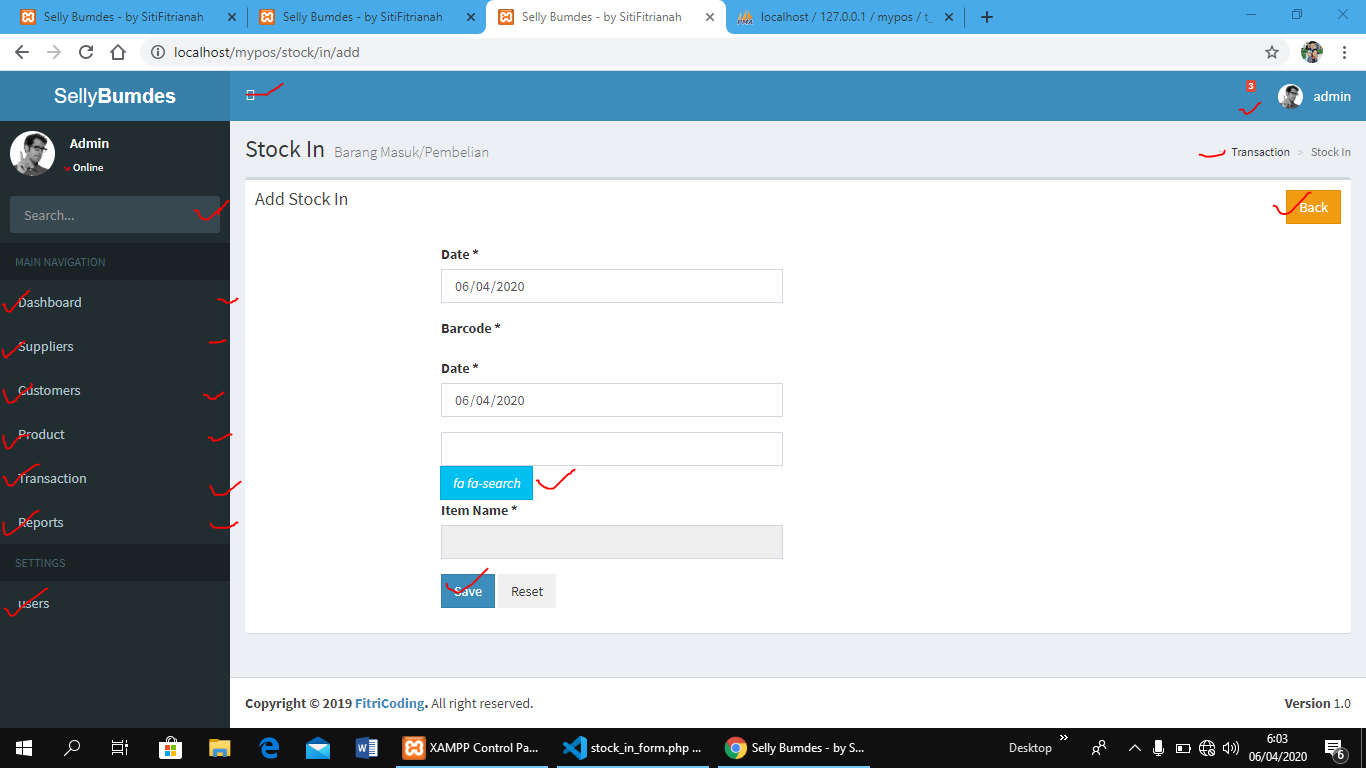 Selly Bumdes - by SitiFitrianah
Selly Bumdes - by SitiFitrianah
Selly Bumdes - by SitiFitrianah
localhost / 127.0.0.1 / mypos / t_
localhost/mypos/stock/in/add
SellyBumdes
3
admin
Admin
Online
Stock In Barang Masuk/Pembelian
Transaction > Stock In
Search...
Add Stock In
Back
MAIN NAVIGATION
Dashboard
Suppliers
Customers
Product
Transaction
Reports
SETTINGS
users
Date *
06/04/2020
Barcode *
Date *
06/04/2020
fa fa-search
Item Name *
Save Reset
Copyright © 2019 FitriCoding. All right reserved.
Version 1.0
XAMPP Control Pa...
stock_in_form.php ...
Selly Bumdes - by S...
Desktop
6:03
06/04/2020
6